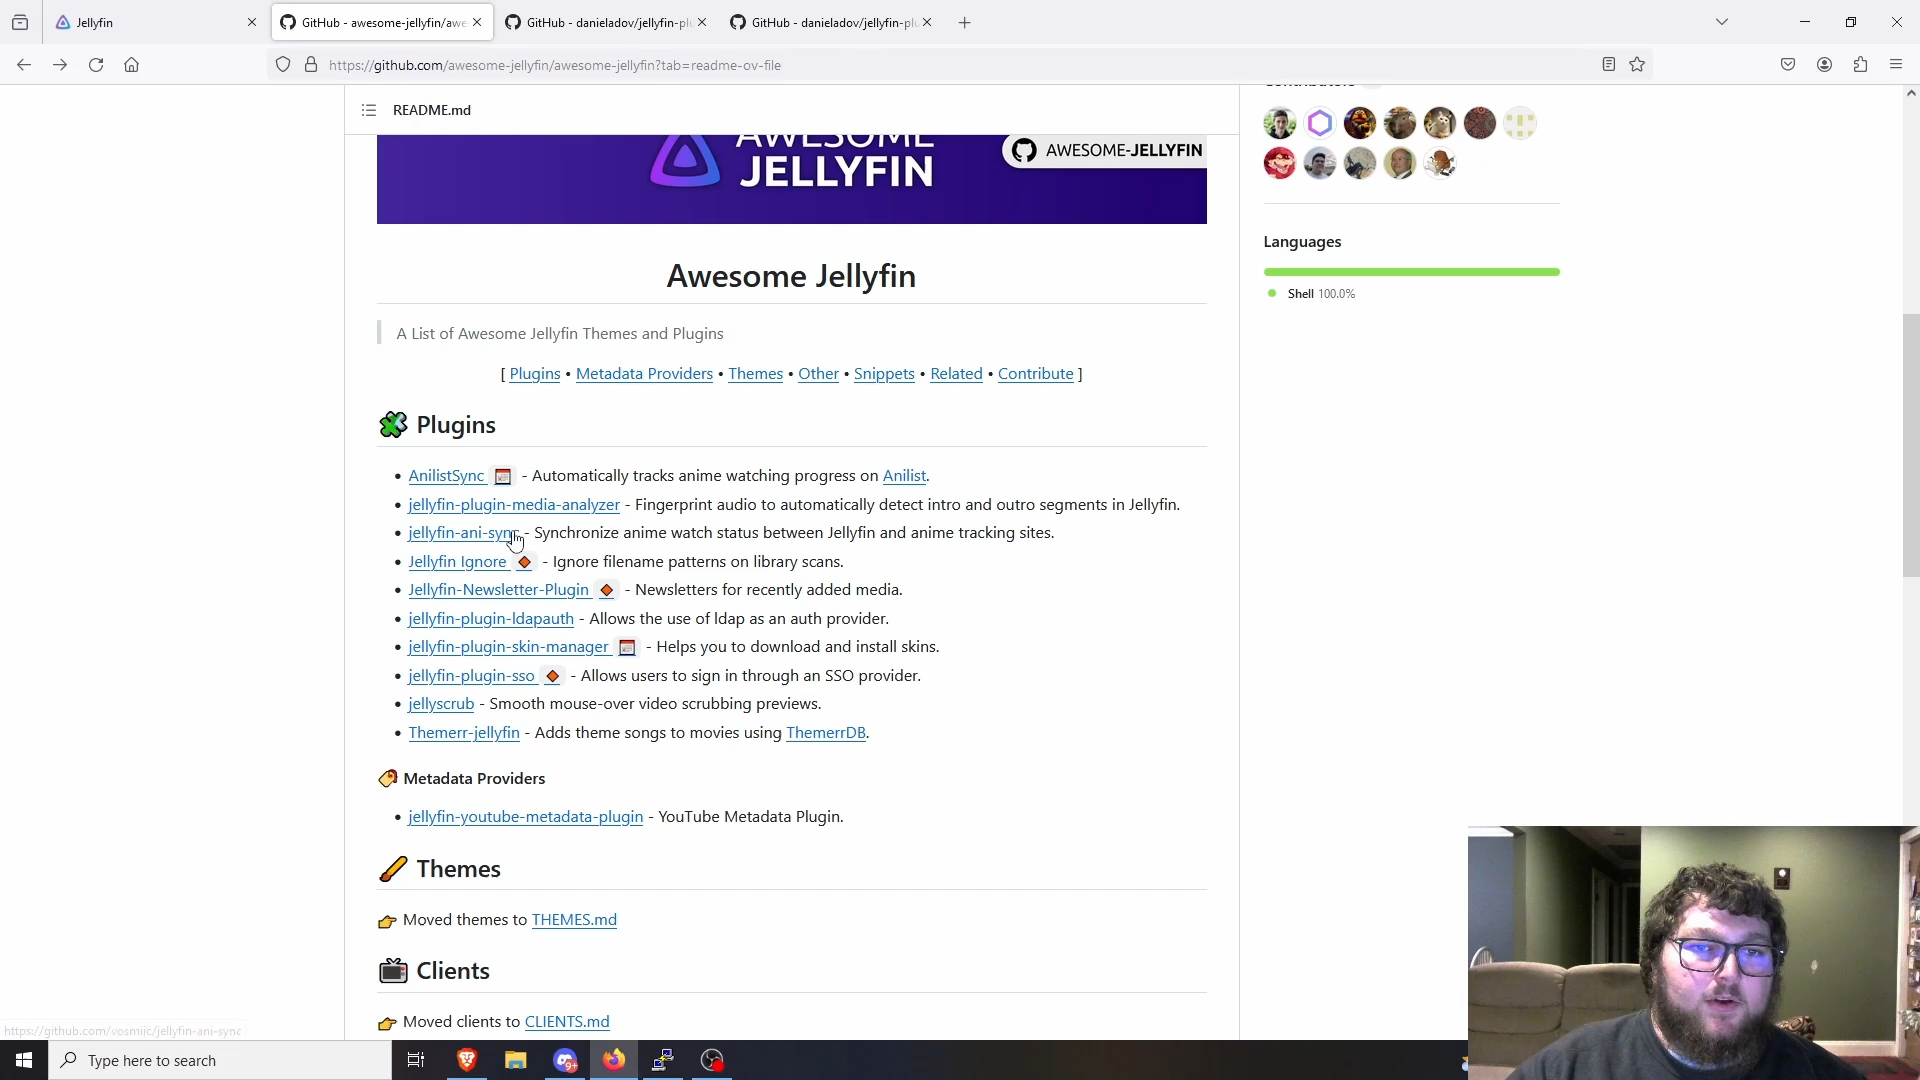 Jellyfin
GitHub - awesome-jellyfin/awe
GitHub - danieladov/jellyfin-pl
GitHub - danieladov/jellyfin-pl
https://github.com/awesome-jellyfin/awesome-jellyfin?tab=readme-ov-file
README.md
AWESOME
JELLYFIN
AWESOME-JELLYFIN
Contributors
Languages
Shell 100.0%
Awesome Jellyfin
A List of Awesome Jellyfin Themes and Plugins
[ Plugins • Metadata Providers • Themes • Other • Snippets • Related • Contribute ]
Plugins
• AnilistSync - Automatically tracks anime watching progress on Anilist.
• jellyfin-plugin-media-analyzer - Fingerprint audio to automatically detect intro and outro segments in Jellyfin.
• jellyfin-ani-sync - Synchronize anime watch status between Jellyfin and anime tracking sites.
• Jellyfin Ignore - Ignore filename patterns on library scans.
• Jellyfin-Newsletter-Plugin - Newsletters for recently added media.
• jellyfin-plugin-ldapauth - Allows the use of ldap as an auth provider.
• jellyfin-plugin-skin-manager - Helps you to download and install skins.
• jellyfin-plugin-sso - Allows users to sign in through an SSO provider.
• jellyscrub - Smooth mouse-over video scrubbing previews.
• Themerr-jellyfin - Adds theme songs to movies using ThemerrDB.
Metadata Providers
• jellyfin-youtube-metadata-plugin - YouTube Metadata Plugin.
Themes
Moved themes to THEMES.md
Clients
Moved clients to CLIENTS.md
https://github.com/vosmiic/jellyfin-ani-sync
Type here to search
9+